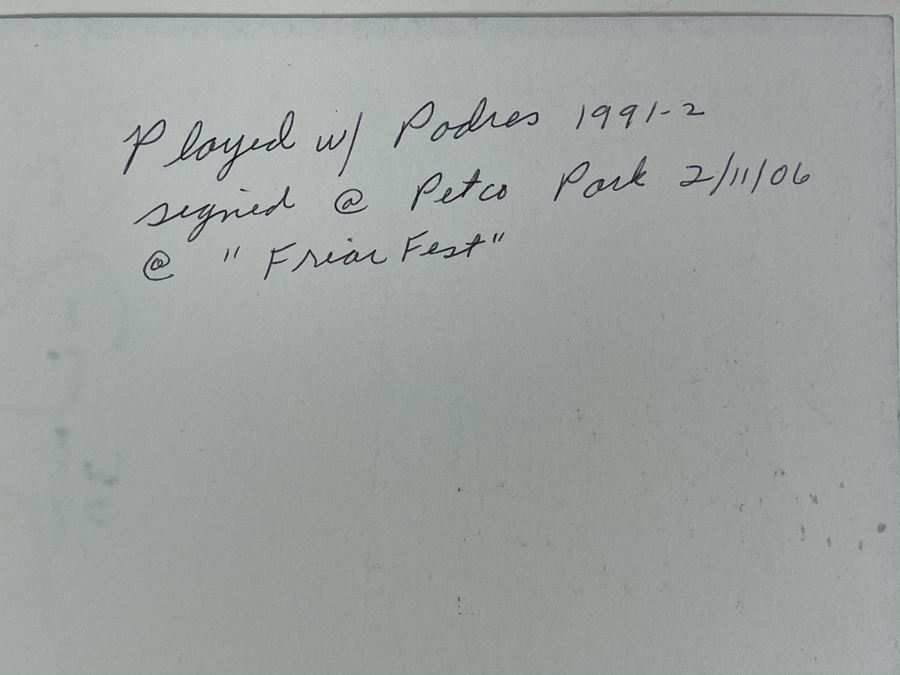 Played w/ Padres 1991-2
signed @ Petco Park 2/11/06
@ "Friar Fest"